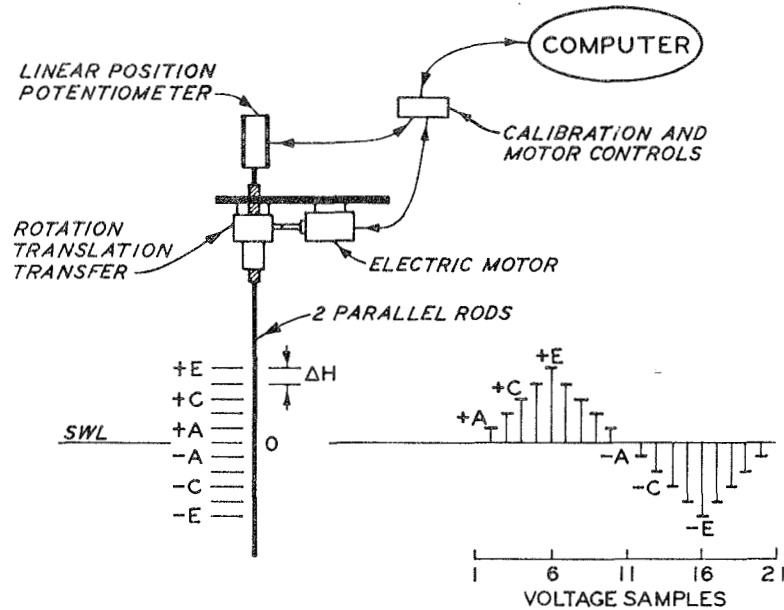 COMPUTER
LINEAR POSITION
POTENTIOMETER
CALIBRATION AND
MOTOR CONTROLS
ROTATION
TRANSLATION
TRANSFER
ELECTRIC MOTOR
2 PARALLEL RODS
+E
ΔH
+C
+A
SWL
O
-A
-C
-E
+E
+C
+A
-A
-C
-E
1 6 11 16 21
VOLTAGE SAMPLES